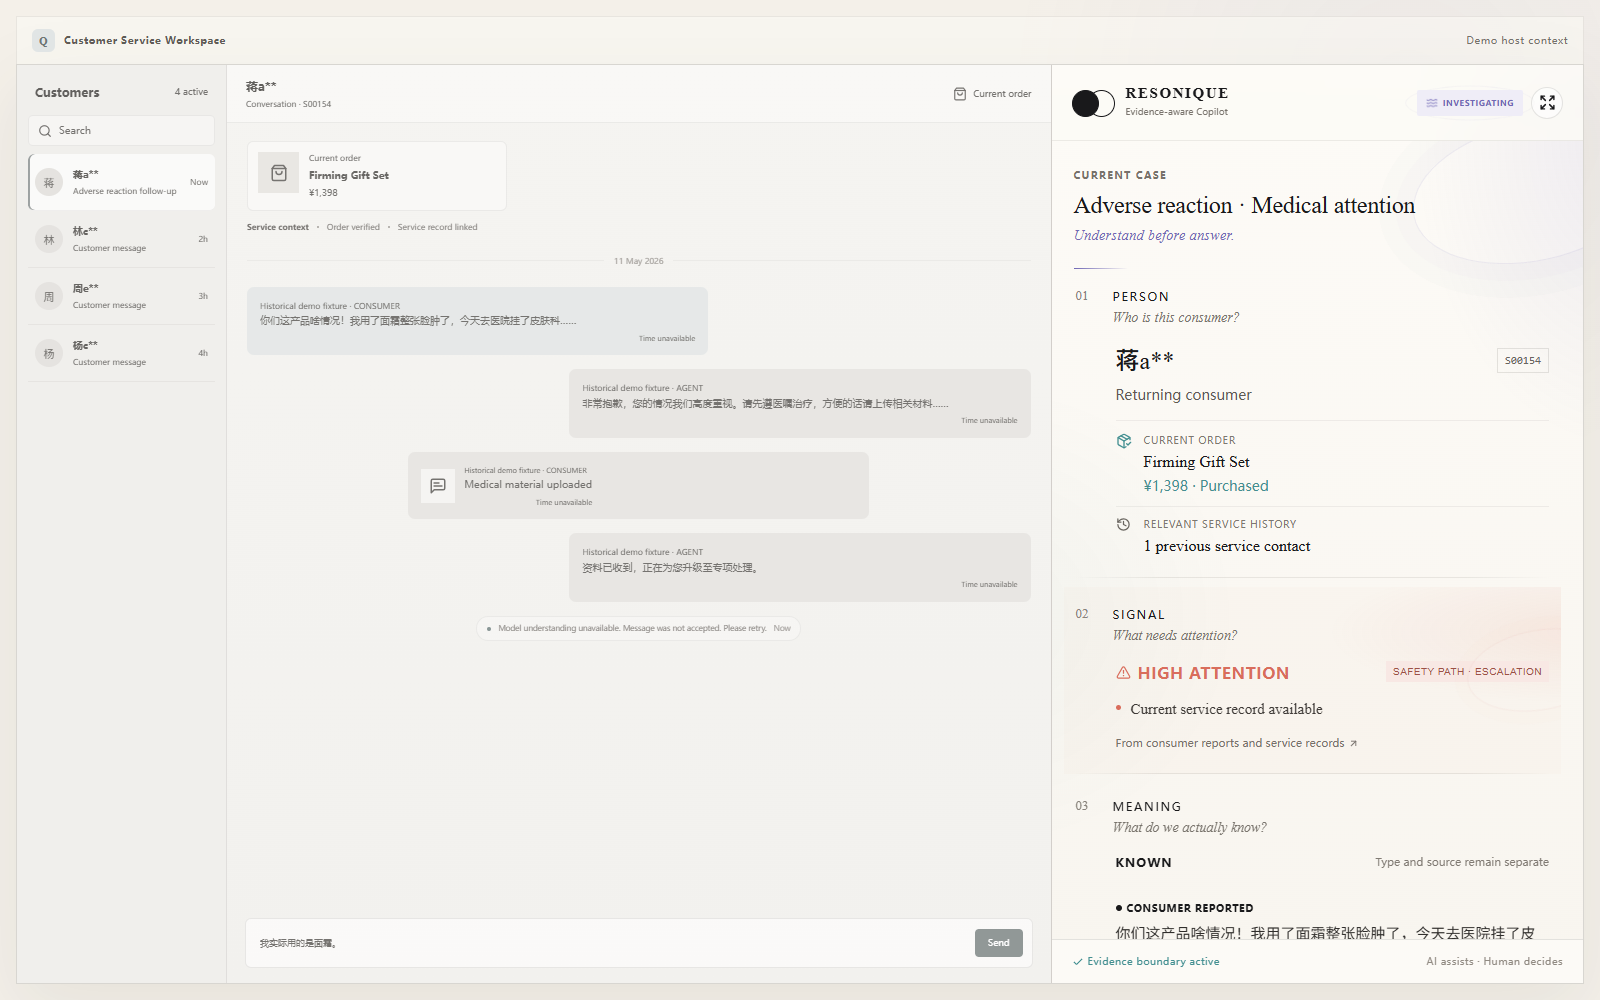 Q Customer Service Workspace
Demo host context
Customers
4 active
Search
蒋
蒋a**
Adverse reaction follow-up
Now
林
林c**
Customer message
2h
周
周e**
Customer message
3h
杨
杨c**
Customer message
4h
蒋a**
Conversation · S00154
Current order
Current order
Firming Gift Set
¥1,398
Service context · Order verified · Service record linked
11 May 2026
Historical demo fixture · CONSUMER
你们这产品啥情况！我用了面霜整张脸肿了，今天去医院挂了皮肤科……
Time unavailable
Historical demo fixture · AGENT
非常抱歉，您的情况我们高度重视。请先遵医嘱治疗，方便的话请上传相关材料……
Time unavailable
Historical demo fixture · CONSUMER
Medical material uploaded
Time unavailable
Historical demo fixture · AGENT
资料已收到，正在为您升级至专项处理。
Time unavailable
Model understanding unavailable. Message was not accepted. Please retry. Now
我实际用的是面霜。
Send
RESONIQUE
Evidence-aware Copilot
INVESTIGATING
CURRENT CASE
Adverse reaction · Medical attention
Understand before answer.
01 PERSON
Who is this consumer?
蒋a**
S00154
Returning consumer
CURRENT ORDER
Firming Gift Set
¥1,398 · Purchased
RELEVANT SERVICE HISTORY
1 previous service contact
02 SIGNAL
What needs attention?
HIGH ATTENTION
SAFETY PATH · ESCALATION
Current service record available
From consumer reports and service records ↗
03 MEANING
What do we actually know?
KNOWN
Type and source remain separate
CONSUMER REPORTED
你们这产品啥情况！我用了面霜整张脸肿了，今天去医院挂了皮
Evidence boundary active
AI assists · Human decides